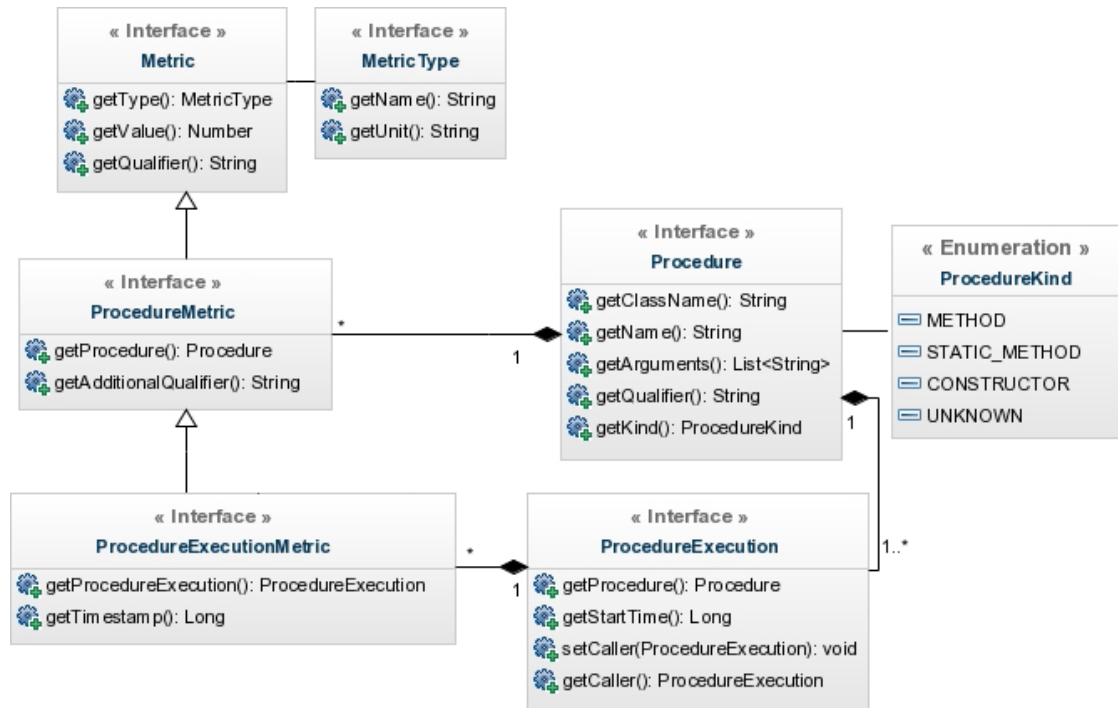 « Interface »
Metric
getType(): MetricType
getValue(): Number
getQualifier(): String
« Interface »
MetricType
getName(): String
getUnit(): String
« Interface »
ProcedureMetric
getProcedure(): Procedure
getAdditionalQualifier(): String
*
1
« Interface »
Procedure
getClassName(): String
getName(): String
getArguments(): List<String>
getQualifier(): String
getKind(): ProcedureKind
1
« Enumeration »
ProcedureKind
METHOD
STATIC_METHOD
CONSTRUCTOR
UNKNOWN
« Interface »
ProcedureExecutionMetric
getProcedureExecution(): ProcedureExecution
getTimestamp(): Long
*
1
« Interface »
ProcedureExecution
getProcedure(): Procedure
getStartTime(): Long
setCaller(ProcedureExecution): void
getCaller(): ProcedureExecution
1..*